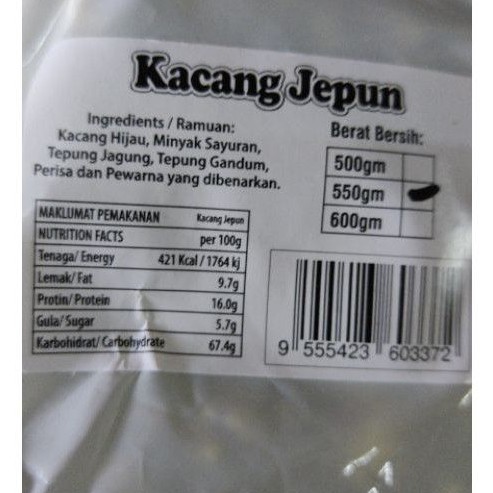 Kacang Jepun
Ingredients / Ramuan:
Kacang Hijau, Minyak Sayuran,
Tepung Jagung, Tepung Gandum,
Perisa dan Pewarna yang dibenarkan.
Berat Bersih:
500gm
550gm
600gm
MAKLUMAT PEMAKANAN Kacang Jepun
NUTRITION FACTS per 100g
Tenaga/ Energy 421 Kcal / 1764 kj
Lemak/ Fat 9.7g
Protin/ Protein 16.0g
Gula/ Sugar 5.7g
Karbohidrat/ Carbohydrate 67.4g
9 555423 603372